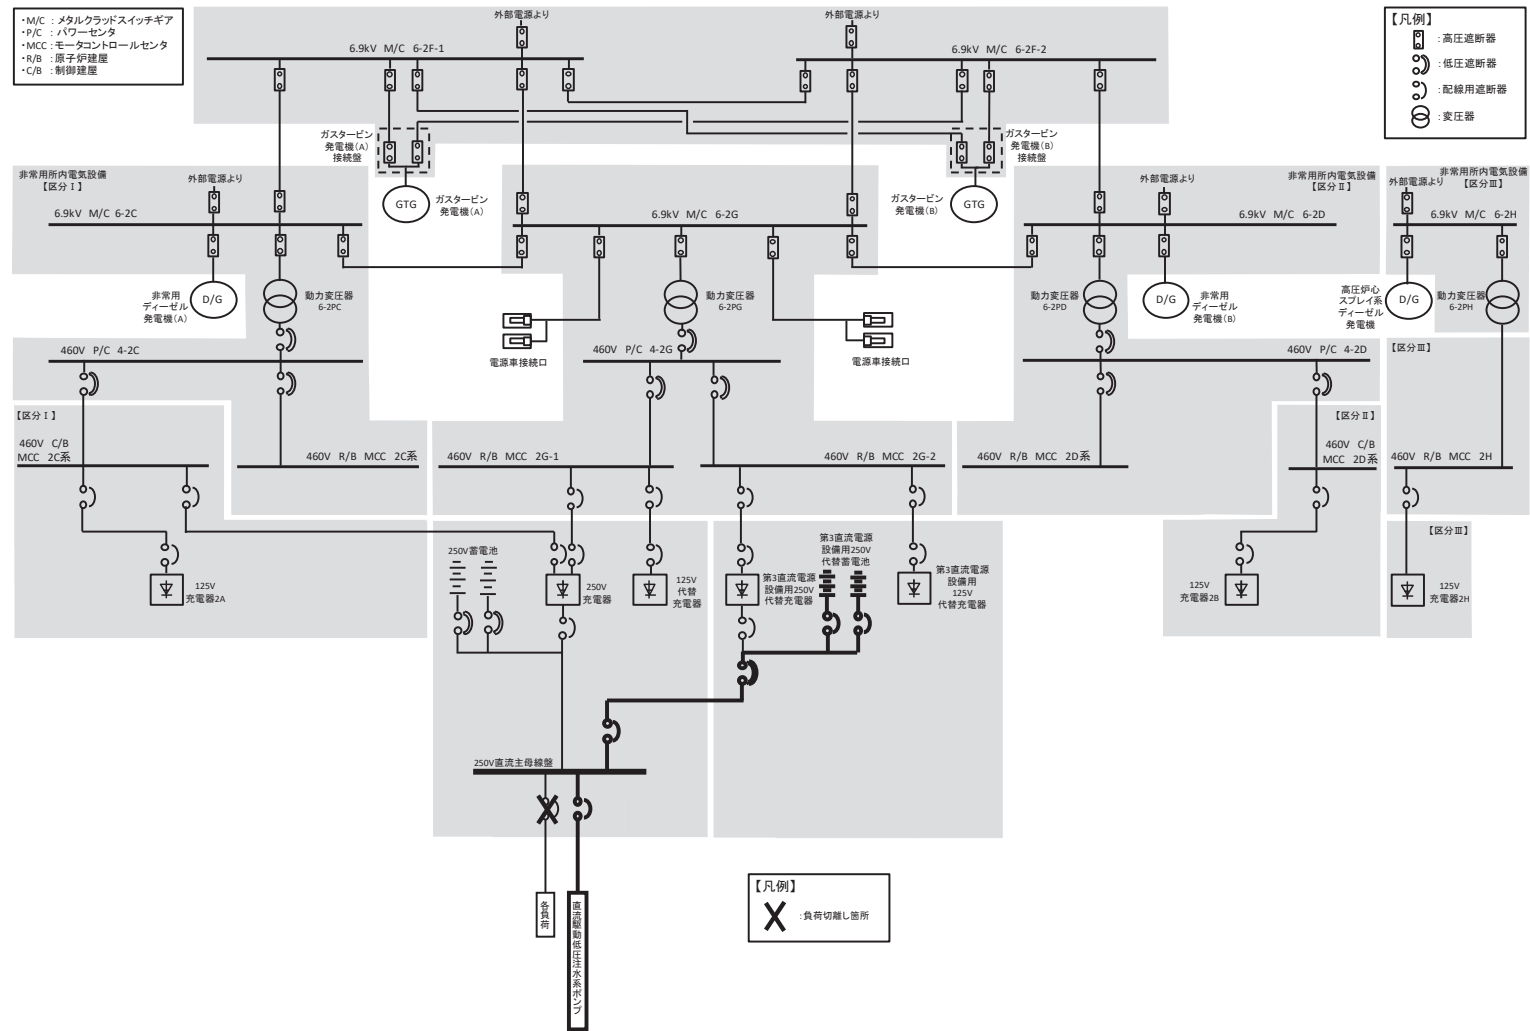 ・M/C : メタルクラッドスイッチギア
・P/C : パワーセンタ
・MCC : モータコントロールセンタ
・R/B : 原子炉建屋
・C/B : 制御建屋
外部電源より
外部電源より
【凡例】
: 高圧遮断器
: 低圧遮断器
: 配線用遮断器
: 変圧器
6.9kV M/C 6-2F-1
6.9kV M/C 6-2F-2
ガスタービン
発電機(A)
接続盤
ガスタービン
発電機(B)
接続盤
非常用所内電気設備
【区分Ⅰ】
外部電源より
GTG
ガスタービン
発電機(A)
ガスタービン
発電機(B)
GTG
外部電源より
非常用所内電気設備
【区分Ⅱ】
非常用所内電気設備
【区分Ⅲ】
外部電源より
6.9kV M/C 6-2C
6.9kV M/C 6-2G
6.9kV M/C 6-2D
6.9kV M/C 6-2H
非常用
ディーゼル
発電機(A)
D/G
動力変圧器
6-2PC
動力変圧器
6-2PG
動力変圧器
6-2PD
D/G
非常用
ディーゼル
発電機(B)
高圧炉心
スプレイ系
ディーゼル
発電機
D/G
動力変圧器
6-2PH
電源車接続口
電源車接続口
460V P/C 4-2C
460V P/C 4-2G
460V P/C 4-2D
【区分Ⅲ】
【区分Ⅰ】
【区分Ⅱ】
460V C/B
MCC 2C系
460V R/B MCC 2C系
460V R/B MCC 2G-1
460V R/B MCC 2G-2
460V R/B MCC 2D系
460V C/B
MCC 2D系
460V R/B MCC 2H
125V
充電器2A
250V蓄電池
250V
充電器
125V
代替
充電器
第3直流電源
設備用250V
代替充電器
第3直流電源
設備用250V
代替蓄電池
第3直流電源
設備用
125V
代替充電器
125V
充電器2B
【区分Ⅲ】
125V
充電器2H
250V直流主母線盤
各負荷
直流駆動低圧注水系ポンプ
【凡例】
: 負荷切離し箇所